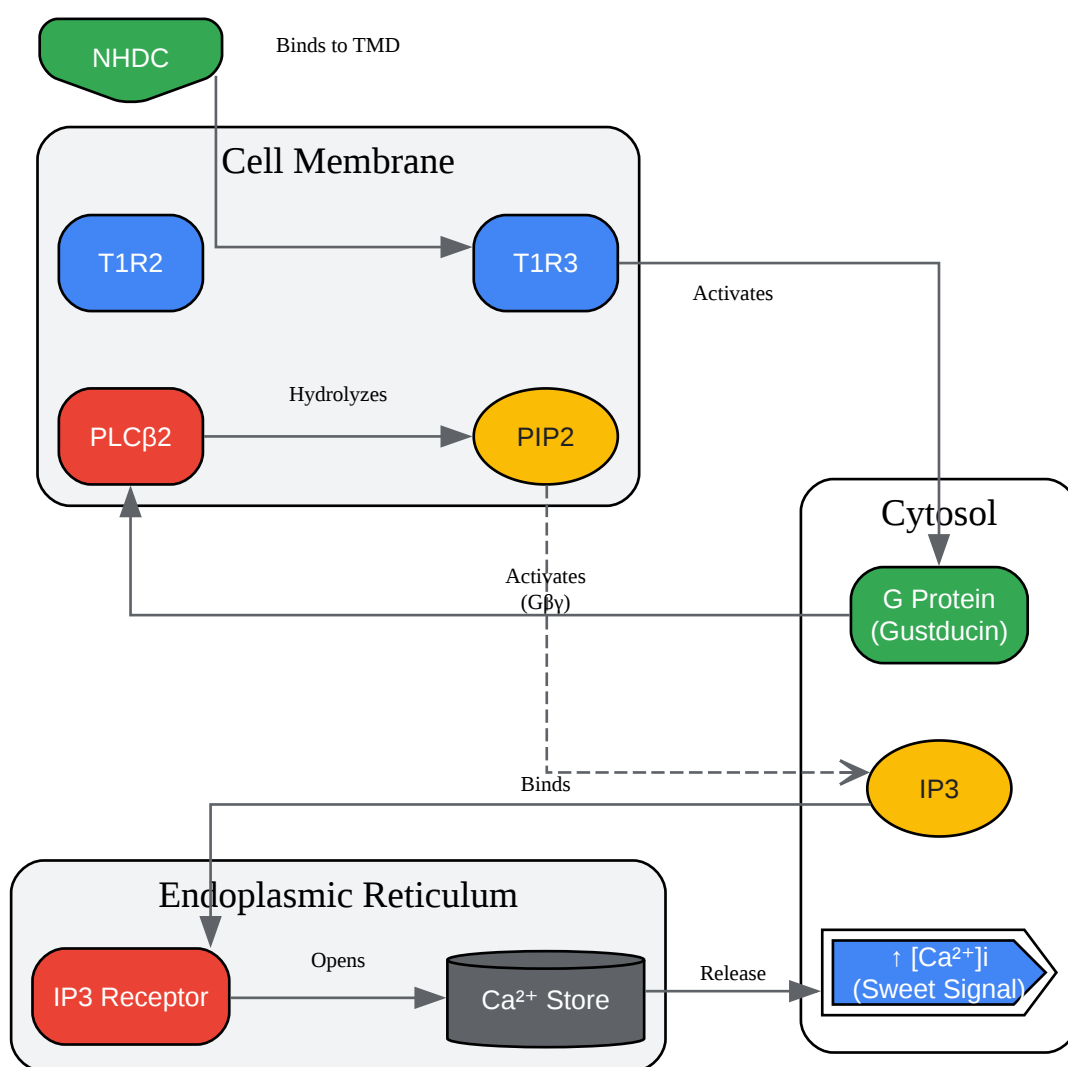 NHDC
Binds to TMD
Cell Membrane
T1R2
T1R3
Activates
Hydrolyzes
PLCβ2
PIP2
Cytosol
Activates
(Gβγ)
G Protein
(Gustducin)
Binds
IP3
Endoplasmic Reticulum
IP3 Receptor
Opens
Ca²⁺ Store
Release
↑ [Ca²⁺]i
(Sweet Signal)